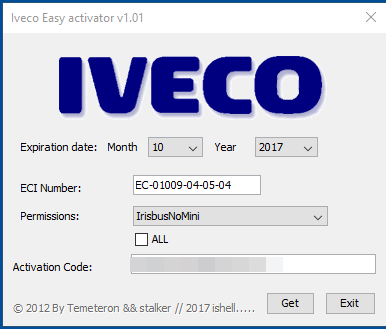 Iveco Easy activator v1.01
IVECO
Expiration date: Month 10 Year 2017
ECI Number: EC-01009-04-05-04
Permissions: IrisbusNoMini
ALL
Activation Code:
© 2012 By Temeteron && stalker // 2017 ishell.....
Get Exit